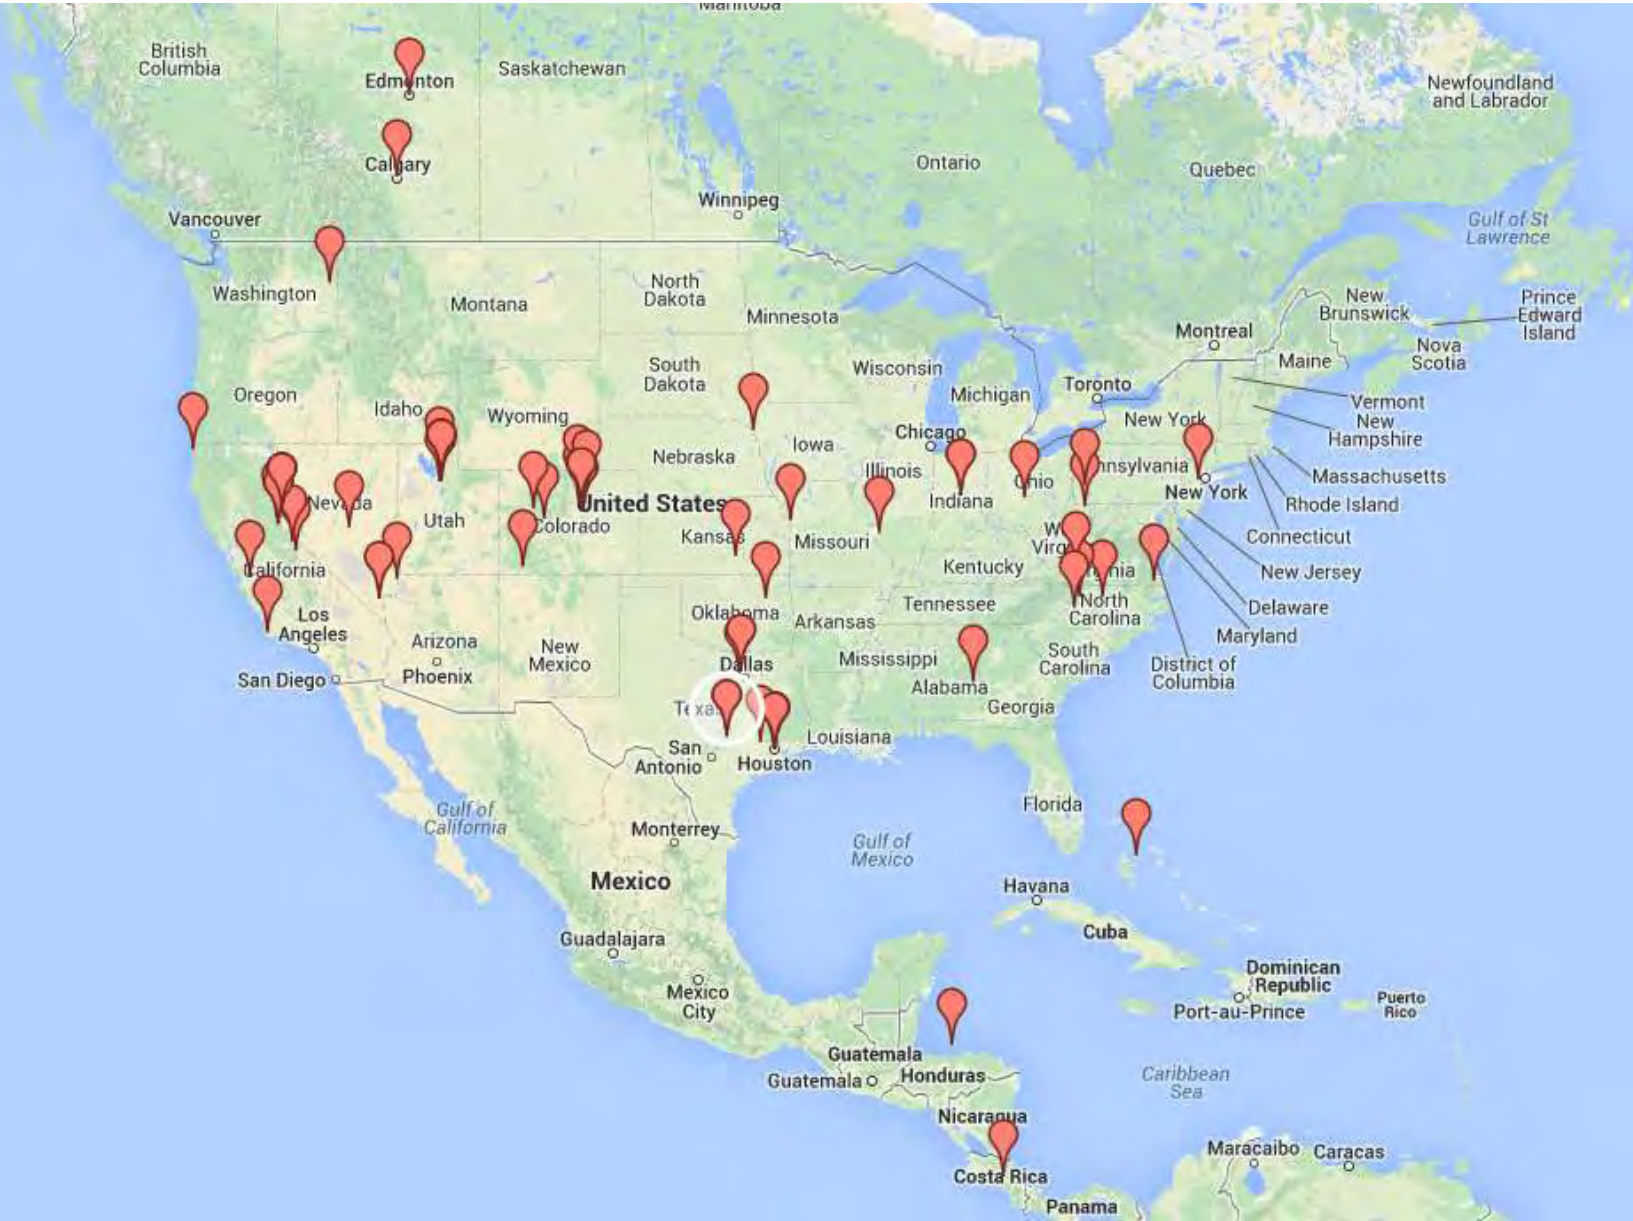 Manitoba
British
Columbia
Edmonton
Saskatchewan
Newfoundland
and Labrador
Calgary
Ontario
Quebec
Winnipeg
Vancouver
Gulf of St
Lawrence
Washington
Montana
North
Dakota
Minnesota
New
Brunswick
Prince
Edward
Island
Montreal
Nova
Scotia
Maine
South
Dakota
Wisconsin
Michigan
Toronto
Oregon
Idaho
Wyoming
New York
Vermont
New
Hampshire
Chicago
Iowa
Nebraska
Illinois
nnsylvania
Massachusetts
Ohio
New York
Rhode Island
Indiana
Nevada
United States
Utah
Colorado
Kansas
Missouri
W
Virg
Connecticut
California
Kentucky
inia
New Jersey
Tennessee
North
Carolina
Delaware
Oklahoma
Arkansas
Los
Angeles
Arizona
New
Mexico
Maryland
Dallas
Mississippi
South
Carolina
District of
Columbia
San Diego
Phoenix
Alabama
Texas
Georgia
Louisiana
San
Antonio
Houston
Gulf of
California
Florida
Monterrey
Gulf of
Mexico
Mexico
Havana
Cuba
Guadalajara
Dominican
Republic
Mexico
City
Port-au-Prince
Puerto
Rico
Guatemala
Guatemala
Honduras
Caribbean
Sea
Nicaragua
Maracaibo
Caracas
Costa Rica
Panama